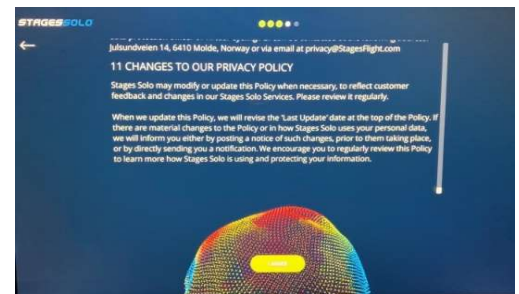 STAGES SOLO
Julsundveien 14, 6410 Molde, Norway or via email at privacy@StagesFlight.com
11 CHANGES TO OUR PRIVACY POLICY
Stages Solo may modify or update this Policy when necessary, to reflect customer
feedback and changes in our Stages Solo Services. Please review it regularly.
When we update this Policy, we will revise the 'Last Update' date at the top of the Policy. If
there are material changes to the Policy or in how Stages Solo uses your personal data,
we will inform you either by posting a notice of such changes, prior to them taking place,
or by directly sending you a notification. We encourage you to regularly review this Policy
to learn more how Stages Solo is using and protecting your information.